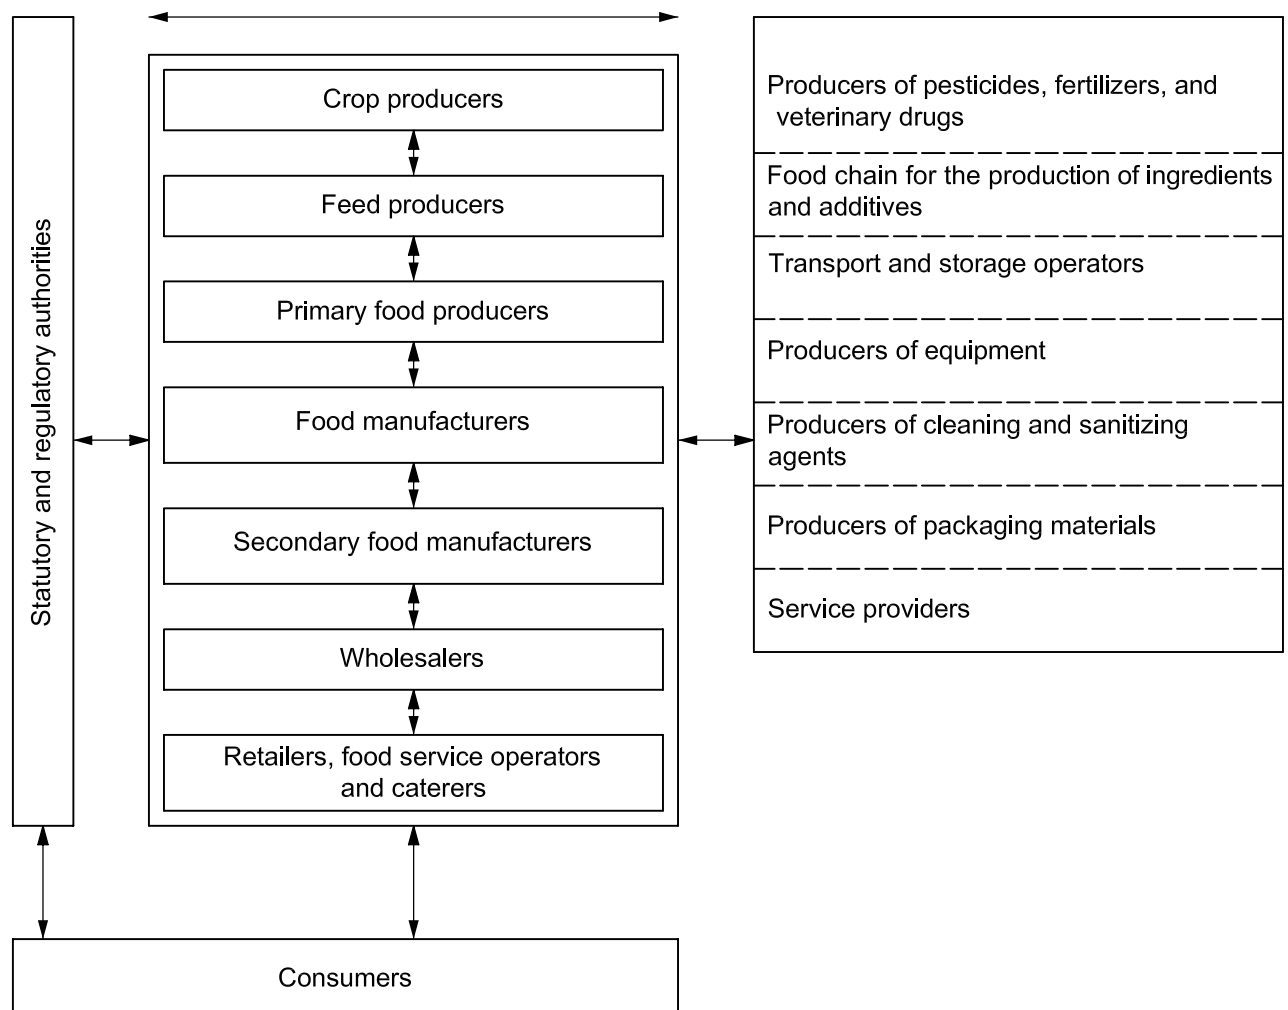 Statutory and regulatory authorities
Crop producers
Feed producers
Primary food producers
Food manufacturers
Secondary food manufacturers
Wholesalers
Retailers, food service operators
and caterers
Producers of pesticides, fertilizers, and
veterinary drugs
Food chain for the production of ingredients
and additives
Transport and storage operators
Producers of equipment
Producers of cleaning and sanitizing
agents
Producers of packaging materials
Service providers
Consumers